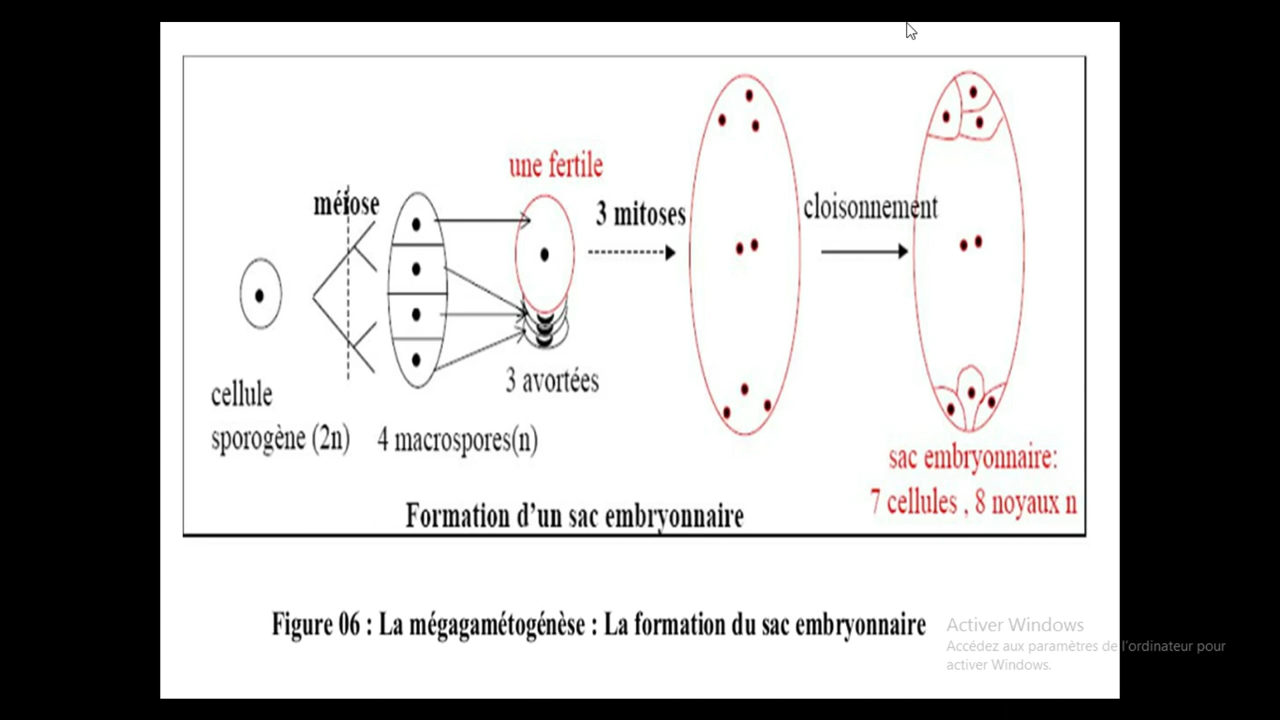 méiose
une fertile
3 mitoses
cloisonnement
3 avortées
cellule
sporogène (2n)
4 macrospores(n)
sac embryonnaire:
7 cellules , 8 noyaux n
Formation d’un sac embryonnaire
Figure 06 : La mégagamétogénèse : La formation du sac embryonnaire
Activer Windows
Accédez aux paramètres de l'ordinateur pour
activer Windows.